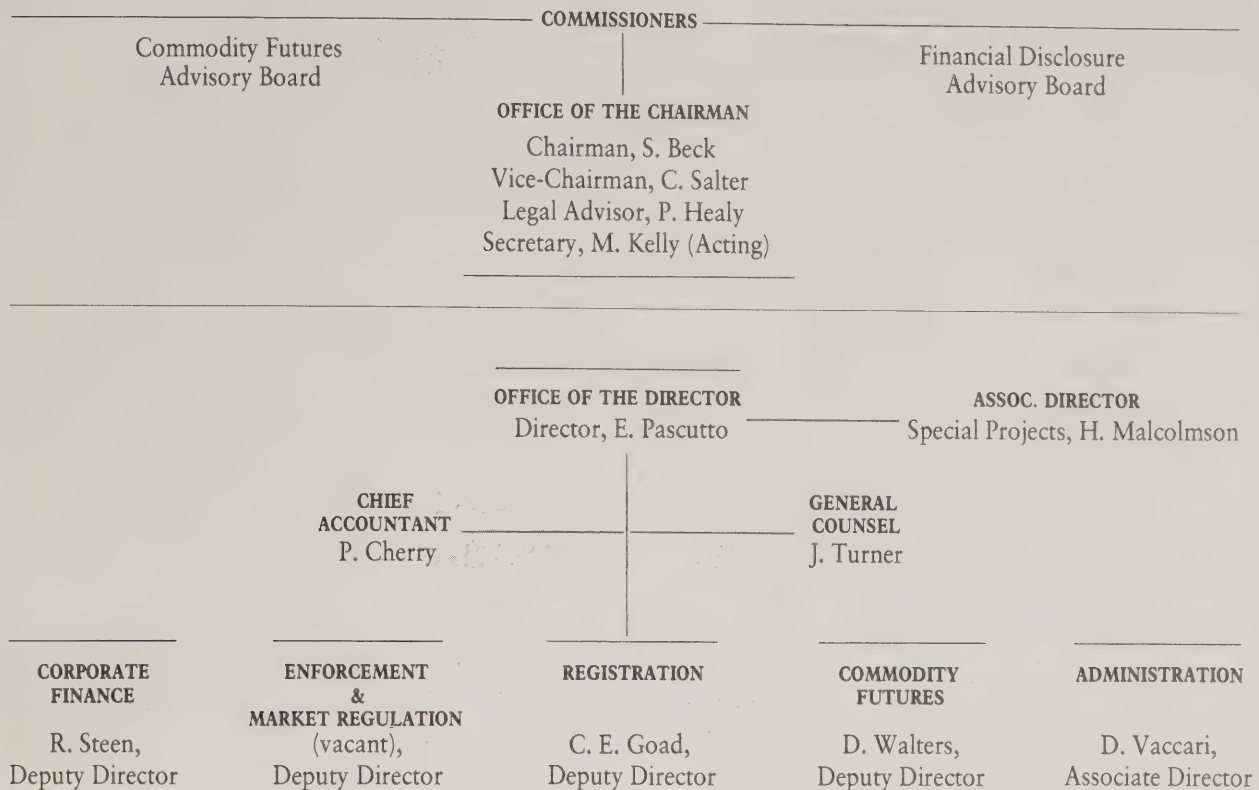 COMMISSIONERS
Commodity Futures
Advisory Board
Financial Disclosure
Advisory Board
OFFICE OF THE CHAIRMAN
Chairman, S. Beck
Vice-Chairman, C. Salter
Legal Advisor, P. Healy
Secretary, M. Kelly (Acting)
OFFICE OF THE DIRECTOR
Director, E. Pascutto
ASSOC. DIRECTOR
Special Projects, H. Malcolmson
CHIEF
ACCOUNTANT
P. Cherry
GENERAL
COUNSEL
J. Turner
CORPORATE
FINANCE
R. Steen,
Deputy Director
ENFORCEMENT
&
MARKET REGULATION
(vacant),
Deputy Director
REGISTRATION
C. E. Goad,
Deputy Director
COMMODITY
FUTURES
D. Walters,
Deputy Director
ADMINISTRATION
D. Vaccari,
Associate Director